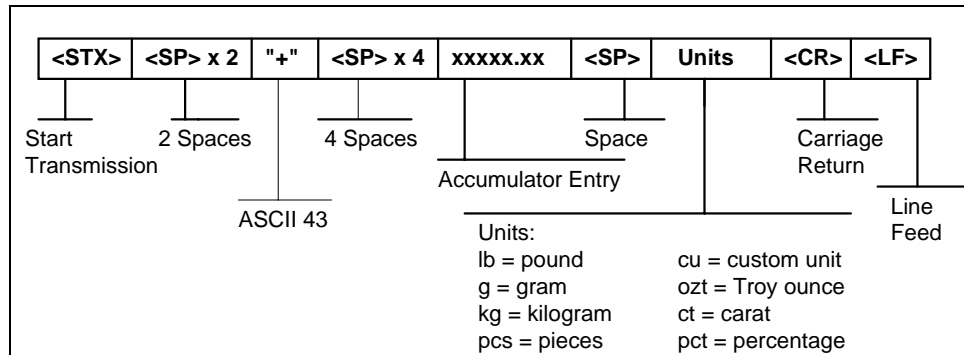 <STX> <SP> x 2 "+" <SP> x 4 xxxxx.xx <SP> Units <CR> <LF>
Start
Transmission
2 Spaces
ASCII 43
4 Spaces
Accumulator Entry
Space
Units:
lb = pound
g = gram
kg = kilogram
pcs = pieces
cu = custom unit
ozt = Troy ounce
ct = carat
pct = percentage
Carriage
Return
Line
Feed